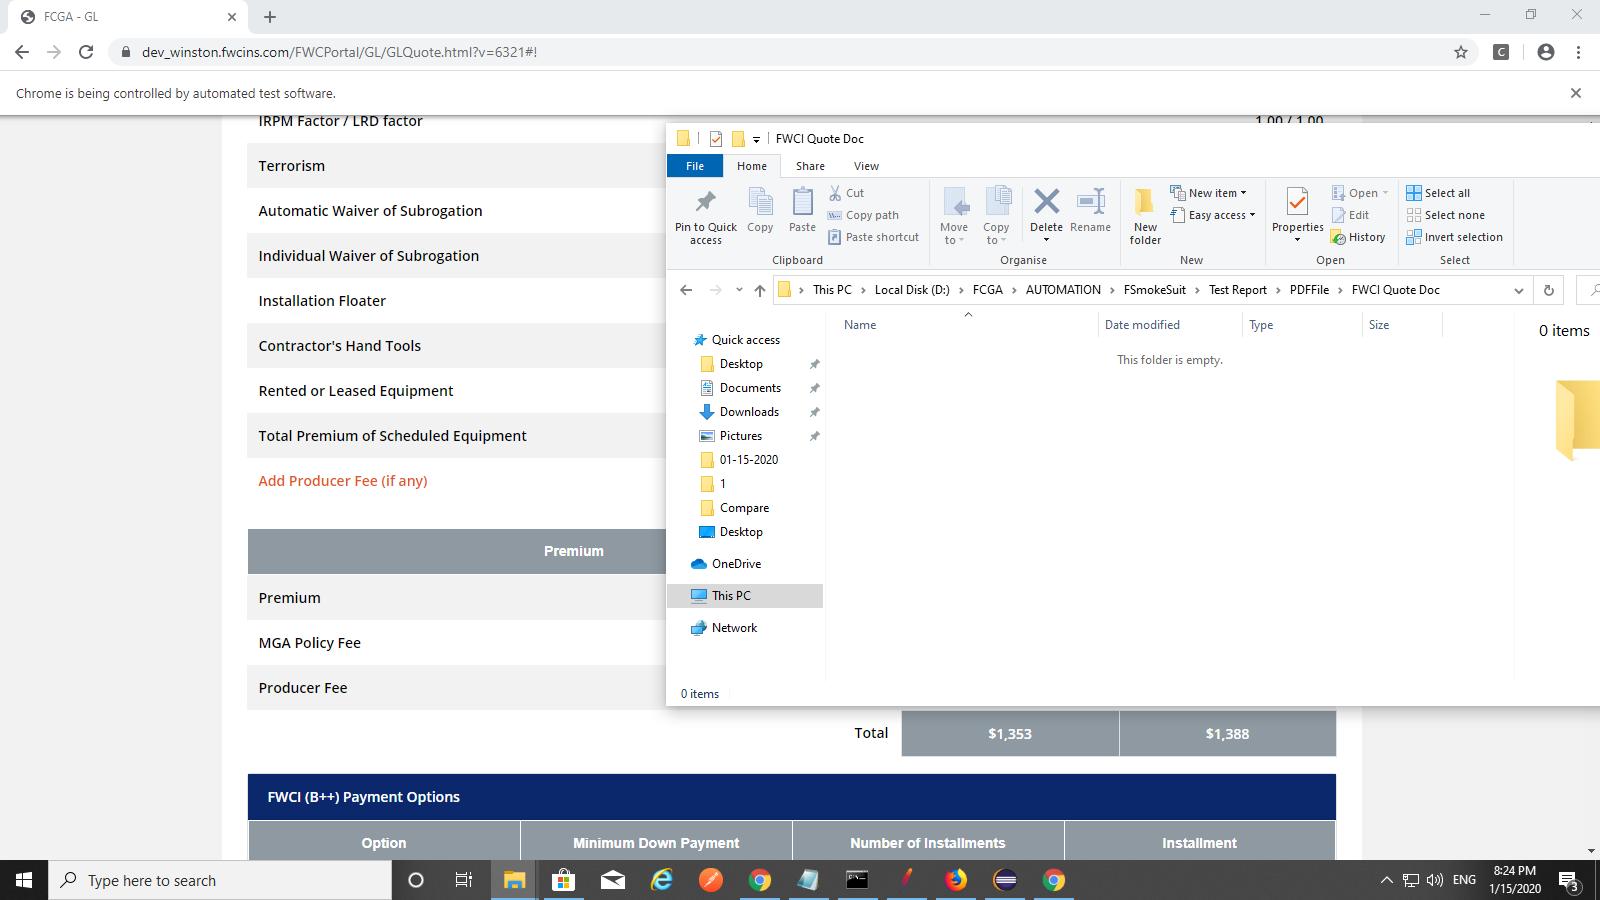 FCGA - GL
dev_winston.fwcins.com/FWCPortal/GL/GLQuote.html?v=6321#!
C
Chrome is being controlled by automated test software.
IRPM Factor / LRD factor
1.00 / 1.00
Terrorism
Automatic Waiver of Subrogation
Individual Waiver of Subrogation
Installation Floater
Contractor's Hand Tools
Rented or Leased Equipment
Total Premium of Scheduled Equipment
Add Producer Fee (if any)
Premium
Premium
MGA Policy Fee
Producer Fee
Total
$1,353
$1,388
FWCI (B++) Payment Options
Option
Minimum Down Payment
Number of Installments
Installment
FWCI Quote Doc
File
Home
Share
View
Pin to Quick access
Copy
Paste
Cut
Copy path
Paste shortcut
Clipboard
Move to
Copy to
Delete
Rename
Organise
New folder
New item
Easy access
New
Properties
Open
Edit
History
Open
Select all
Select none
Invert selection
Select
This PC > Local Disk (D:) > FCGA > AUTOMATION > FSmokeSuit > Test Report > PDFFile > FWCI Quote Doc
Name
Date modified
Type
Size
This folder is empty.
0 items
Quick access
Desktop
Documents
Downloads
Pictures
01-15-2020
1
Compare
Desktop
OneDrive
This PC
Network
0 items
Type here to search
ENG
8:24 PM
1/15/2020
3